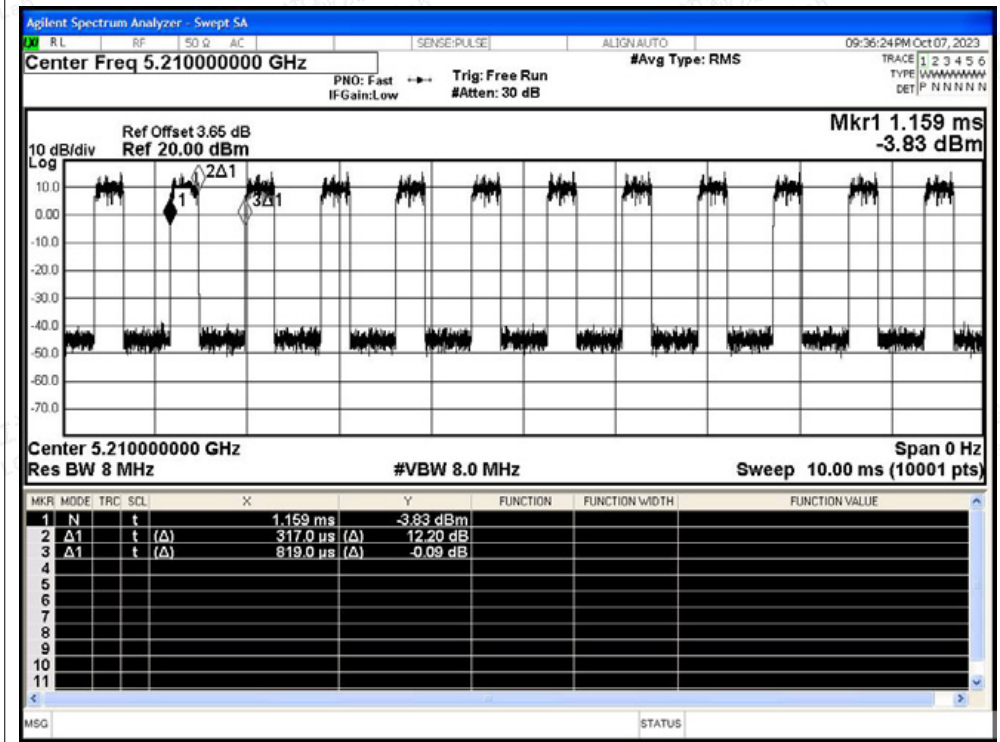 Agilent Spectrum Analyzer - Swept SA
LXI RL RF 50 Ω AC SENSE:PULSE ALIGN AUTO 09:36:24 PM Oct 07, 2023
Center Freq 5.210000000 GHz #Avg Type: RMS TRACE 1 2 3 4 5 6
PNO: Fast Trig: Free Run TYPE WWWWWW
IFGain:Low #Atten: 30 dB DET P N N N N N
Mkr1 1.159 ms
-3.83 dBm
Ref Offset 3.65 dB
10 dB/div Ref 20.00 dBm
Log
10.0
0.00
-10.0
-20.0
-30.0
-40.0
-50.0
-60.0
-70.0
2Δ1
1
3Δ1
Center 5.210000000 GHz Span 0 Hz
Res BW 8 MHz #VBW 8.0 MHz Sweep 10.00 ms (10001 pts)
MKR MODE TRC SCL X Y FUNCTION FUNCTION WIDTH FUNCTION VALUE
1 N t 1.159 ms -3.83 dBm
2 Δ1 t (Δ) 317.0 µs (Δ) 12.20 dB
3 Δ1 t (Δ) 819.0 µs (Δ) -0.09 dB
4
5
6
7
8
9
10
11
MSG STATUS